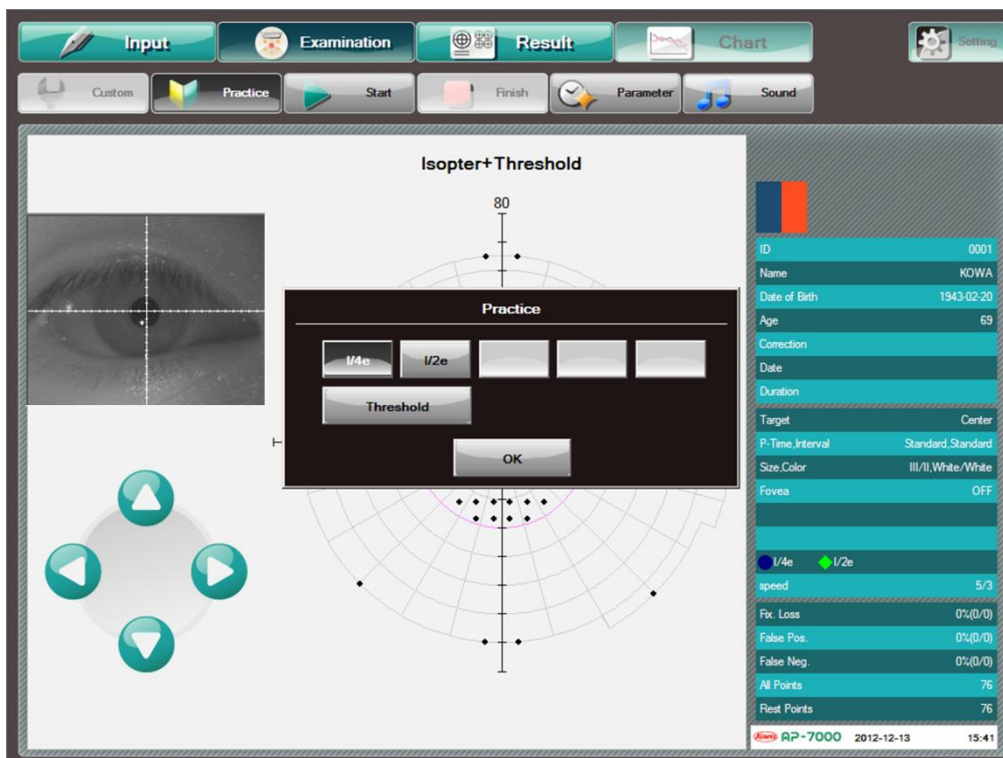 Input Examination Result Chart Setting
Custom Practice Start Finish Parameter Sound
Isopter+Threshold
80
Practice
I/4e I/2e
Threshold
OK
ID 0001
Name KOWA
Date of Birth 1943-02-20
Age 69
Correction
Date
Duration
Target Center
P-Time,Interval Standard,Standard
Size,Color III/II,White/White
Fovea OFF
I/4e I/2e
speed 5/3
Fix. Loss 0%(0/0)
False Pos. 0%(0/0)
False Neg. 0%(0/0)
All Points 76
Rest Points 76
Kowa AP-7000 2012-12-13 15:41